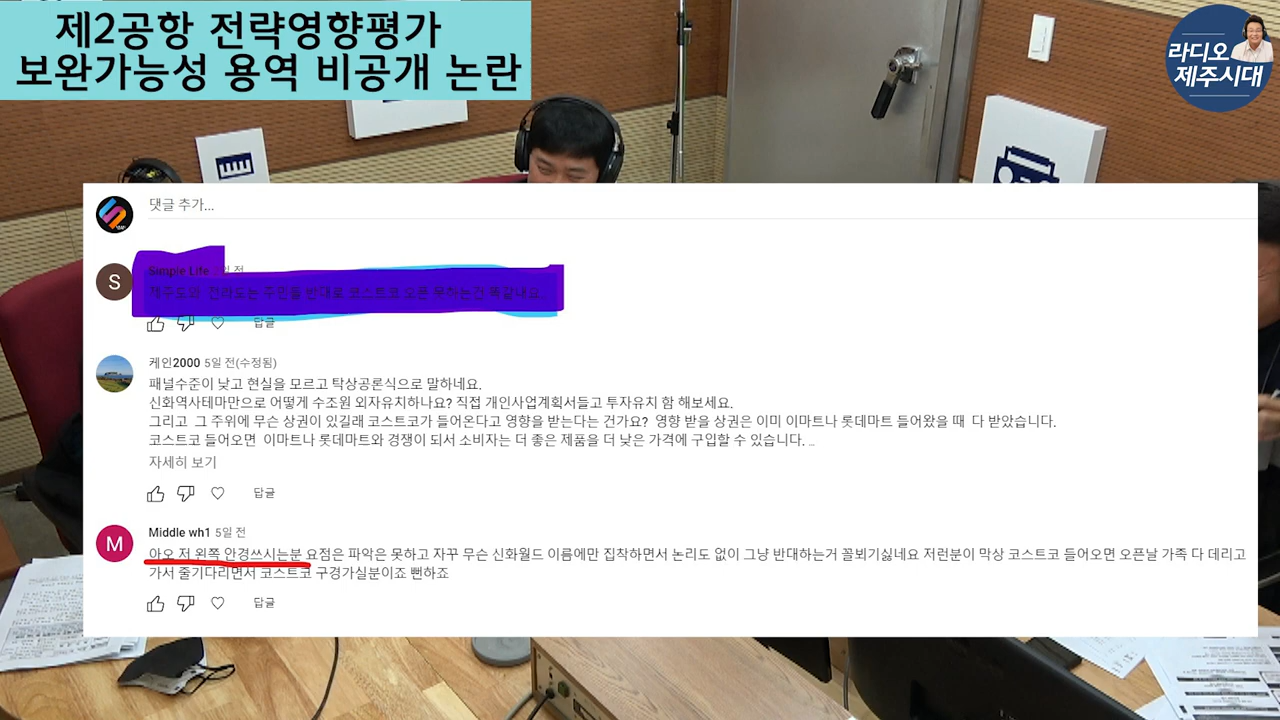 제2공항 전략영향평가
보완가능성 용역 비공개 논란
라디오
제주시대
댓글 추가...
S
Simple Life 5일 전
제주도와 전라도는 주민들 반대로 코스트코 오픈 못하는건 똑같내요.
답글
케인2000 5일 전(수정됨)
패널수준이 낮고 현실을 모르고 탁상공론식으로 말하네요.
신화역사테마만으로 어떻게 수조원 외자유치하나요? 직접 개인사업계획서들고 투자유치 함 해보세요.
그리고 그 주위에 무슨 상권이 있길래 코스트코가 들어온다고 영향을 받는다는 건가요? 영향 받을 상권은 이미 이마트나 롯데마트 들어왔을 때 다 받았습니다.
코스트코 들어오면 이마트나 롯데마트와 경쟁이 되서 소비자는 더 좋은 제품을 더 낮은 가격에 구입할 수 있습니다. ...
자세히 보기
답글
M
Middle wh1 5일 전
아오 저 왼쪽 안경쓰시는분 요점은 파악은 못하고 자꾸 무슨 신화월드 이름에만 집착하면서 논리도 없이 그냥 반대하는거 꼴뵈기싫네요 저런분이 막상 코스트코 들어오면 오픈날 가족 다 데리고
가서 줄기다리면서 코스트코 구경가실분이죠 뻔하죠
답글